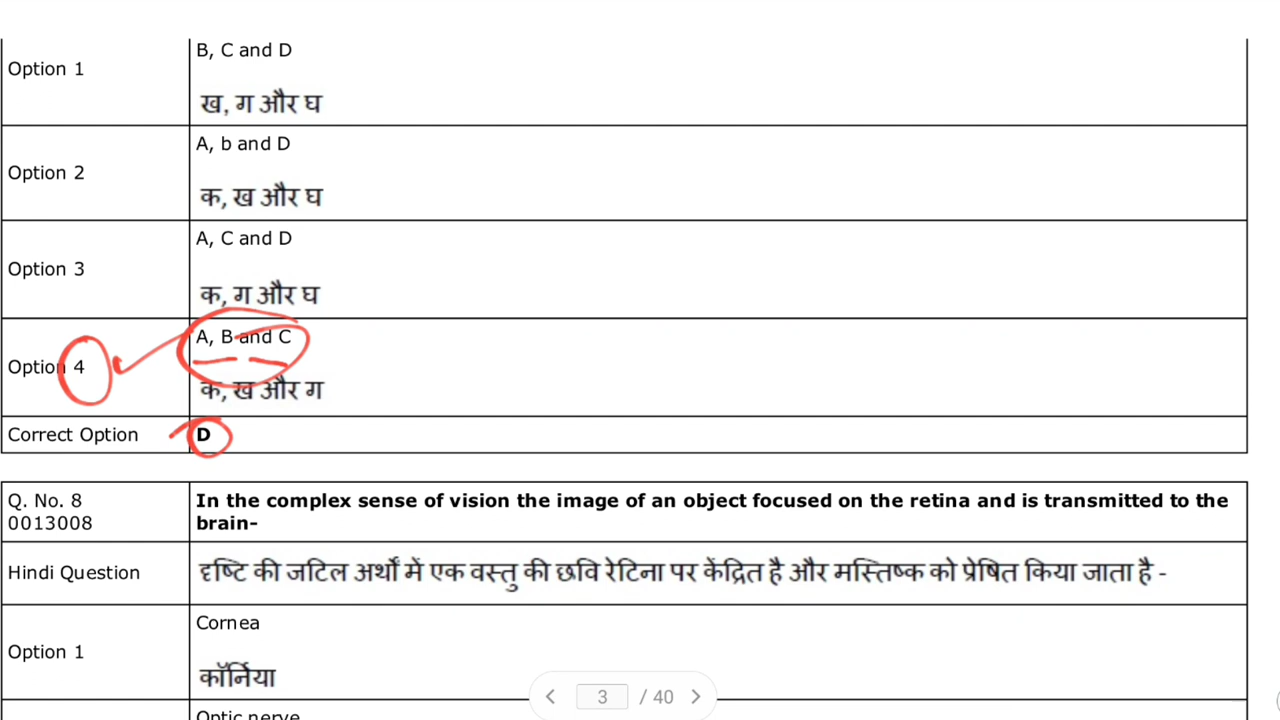 Option 1
B, C and D
ख, ग और घ
Option 2
A, b and D
क, ख और घ
Option 3
A, C and D
क, ग और घ
Option 4
A, B and C
क, ख और ग
Correct Option
D
Q. No. 8
0013008
In the complex sense of vision the image of an object focused on the retina and is transmitted to the
brain-
Hindi Question
दृष्टि की जटिल अर्थों में एक वस्तु की छवि रेटिना पर केंद्रित है और मस्तिष्क को प्रेषित किया जाता है -
Option 1
Cornea
कॉर्निया
Optic nerve
3 / 40